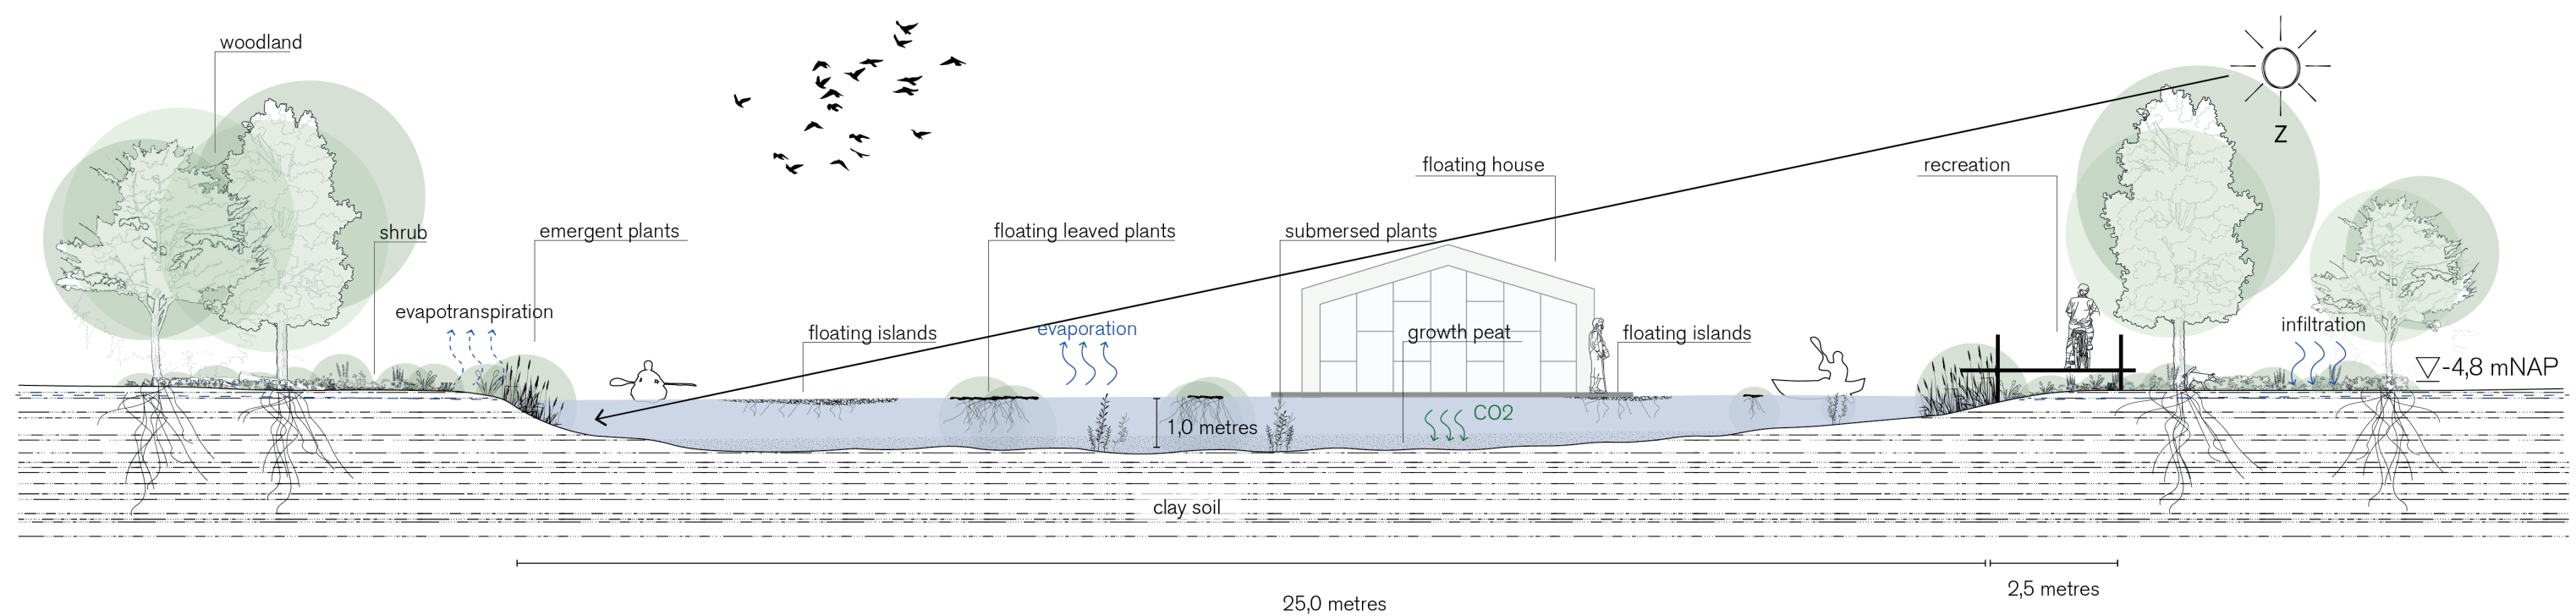 woodland
Z
floating house
recreation
shrub
emergent plants
floating leaved plants
submersed plants
evapotranspiration
floating islands
evaporation
growth peat
floating islands
infiltration
-4,8 mNAP
1,0 metres
CO2
clay soil
2,5 metres
25,0 metres